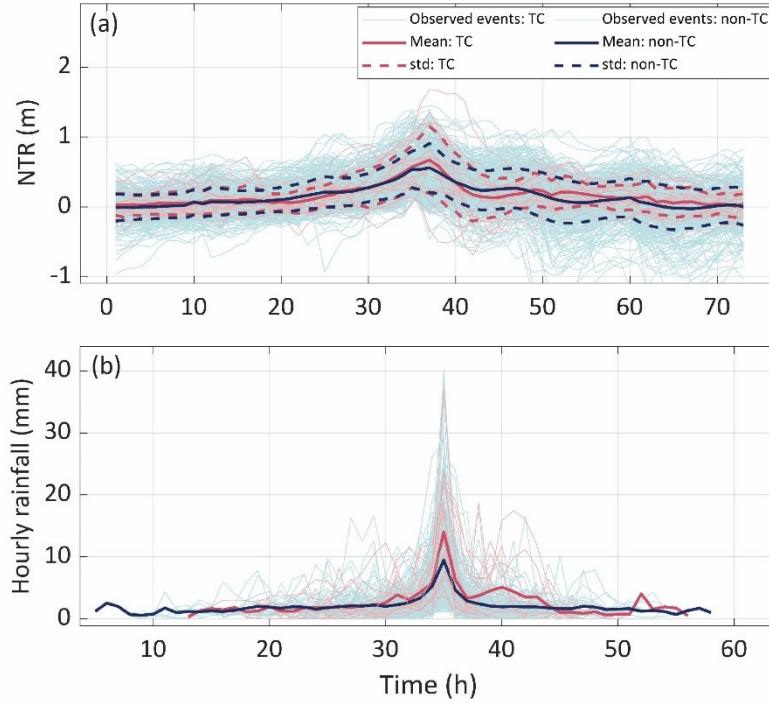 (a)
Observed events: TC Observed events: non-TC
Mean: TC Mean: non-TC
std: TC std: non-TC
NTR (m)
2
1
0
-1
0 10 20 30 40 50 60 70
(b)
Hourly rainfall (mm)
40
30
20
10
0
10 20 30 40 50 60
Time (h)